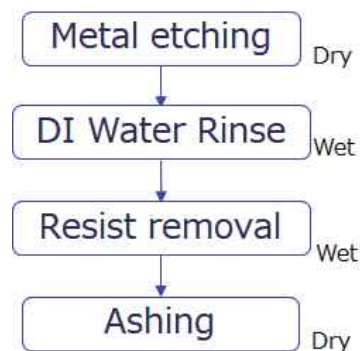 Metal etching
Dry
DI Water Rinse
Wet
Resist removal
Wet
Ashing
Dry